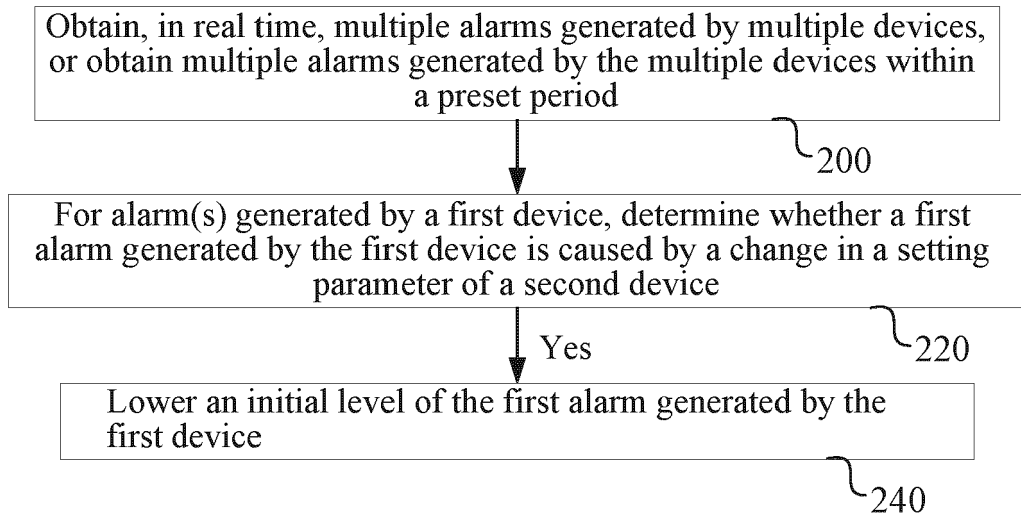 Obtain, in real time, multiple alarms generated by multiple devices,
or obtain multiple alarms generated by the multiple devices within
a preset period
200
For alarm(s) generated by a first device, determine whether a first
alarm generated by the first device is caused by a change in a setting
parameter of a second device
220
Yes
Lower an initial level of the first alarm generated by the
first device
240